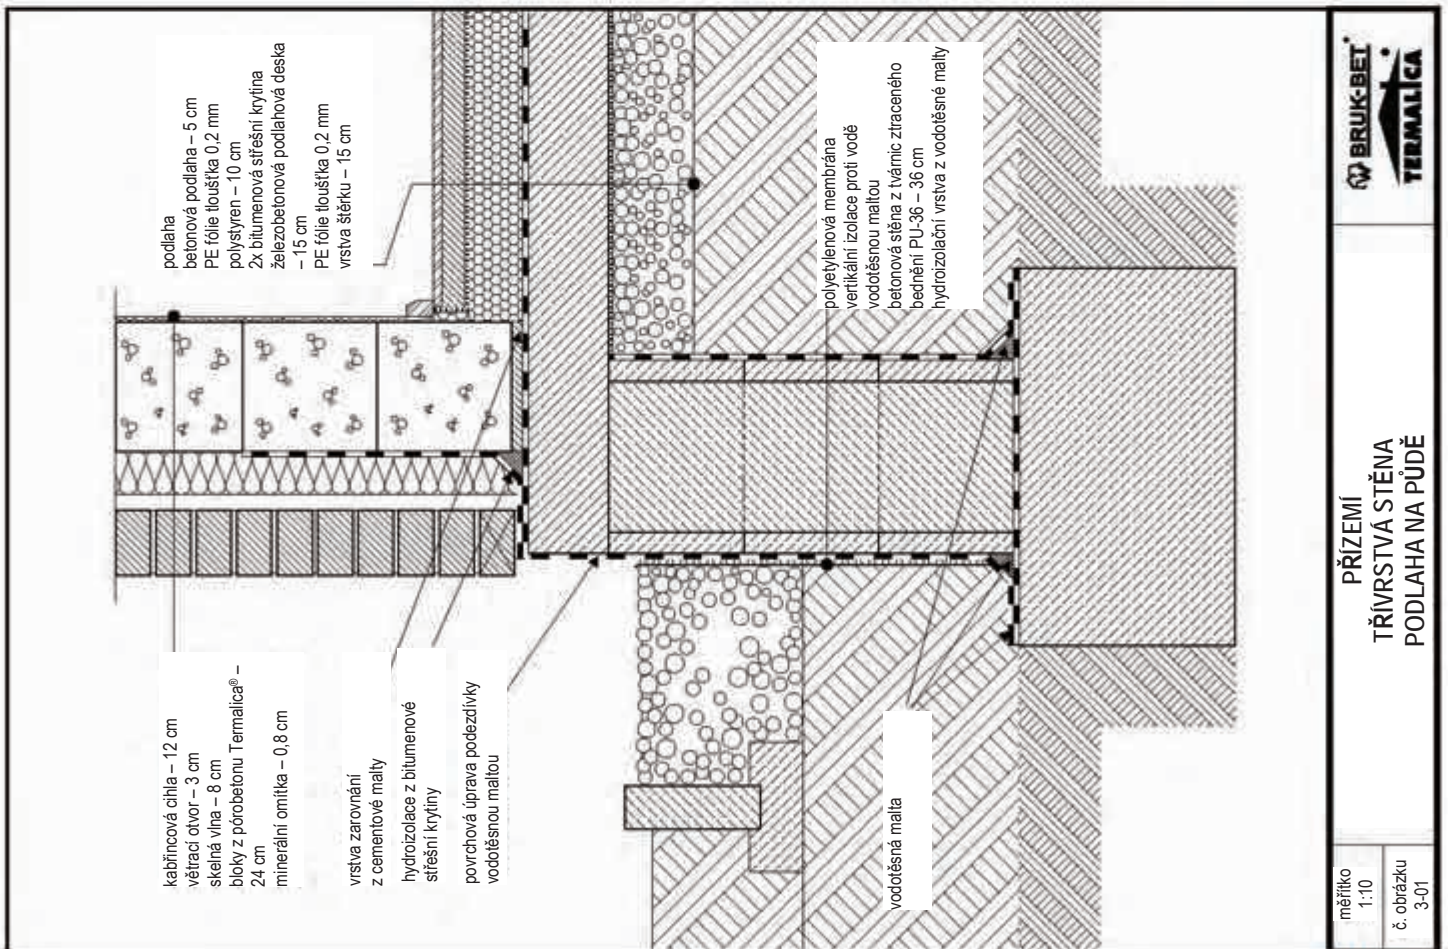 kabřincová cihla – 12 cm
větrací otvor – 3 cm
skelná vlna – 8 cm
bloky z pórobetonu Termalica® –
24 cm
minerální omítka – 0,8 cm
vrstva zarovnání
z cementové malty
hydroizolace z bitumenové
střešní krytiny
povrchová úprava podezdívky
vodotěsnou maltou
podlaha
betonová podlaha – 5 cm
PE fólie tloušťka 0,2 mm
polystyren – 10 cm
2x bitumenová střešní krytina
železobetonová podlahová deska
– 15 cm
PE fólie tloušťka 0,2 mm
vrstva štěrku – 15 cm
polyetylenová membrána
vertikální izolace proti vodě
vodotěsnou maltou
betonová stěna z tvárnic ztraceného
bednění PU-36 – 36 cm
hydroizolační vrstva z vodotěsné malty
vodotěsná malta
měřítko
1:10
č. obrázku
3-01
PŘÍZEMÍ
TŘÍVRSTVÁ STĚNA
PODLAHA NA PŮDĚ
BRUK-BET
TERMALICA